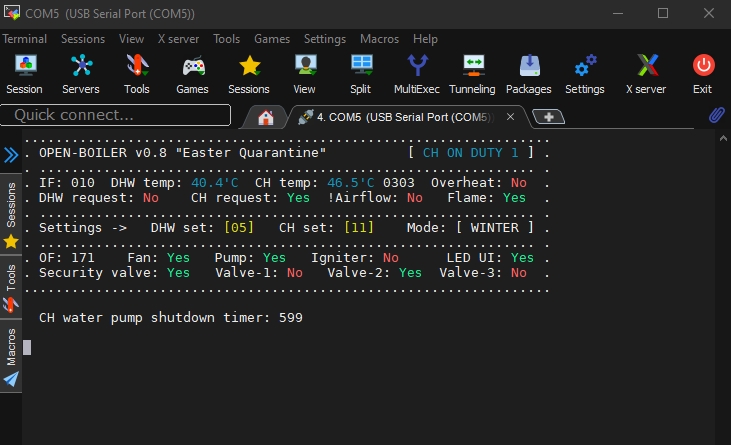 COM5 (USB Serial Port (COM5))
Terminal Sessions View X server Tools Games Settings Macros Help
Session Servers Tools Games Sessions View Split MultiExec Tunneling Packages Settings X server Exit
Quick connect...
4. COM5 (USB Serial Port (COM5)
Sessions
Tools
Macros
................................................................
. OPEN-BOILER v0.8 "Easter Quarantine" [ CH ON DUTY 1 ] .
. ............................................................ .
. IF: 010 DHW temp: 40.4'C CH temp: 46.5'C 0303 Overheat: No .
. DHW request: No CH request: Yes !Airflow: No Flame: Yes .
. ............................................................ .
. Settings -> DHW set: [05] CH set: [11] Mode: [ WINTER ] .
. ............................................................ .
. OF: 171 Fan: Yes Pump: Yes Igniter: No LED UI: Yes .
. Security valve: Yes Valve-1: No Valve-2: Yes Valve-3: No .
................................................................
CH water pump shutdown timer: 599